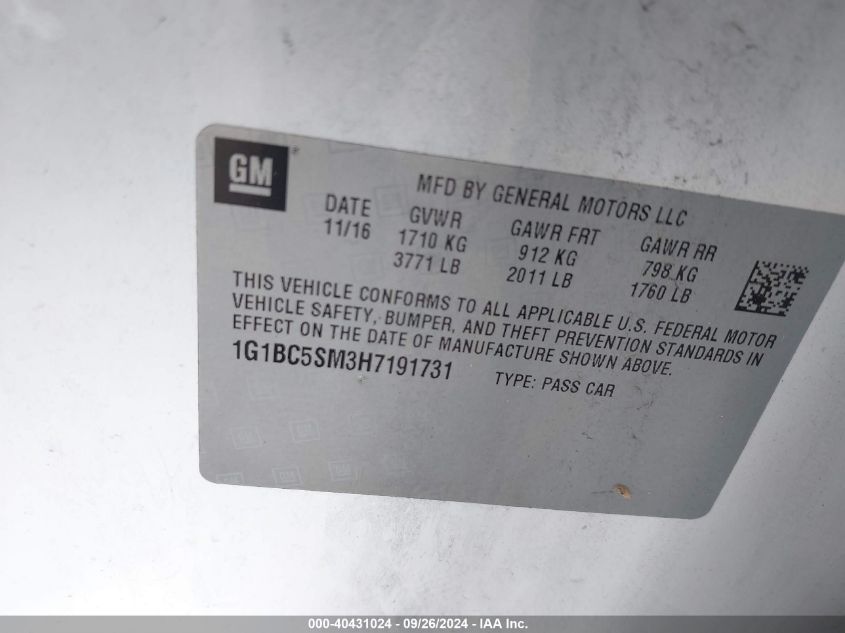 GM
MFD BY GENERAL MOTORS LLC
DATE GVWR GAWR FRT GAWR RR
11/16 1710 KG 912 KG 798 KG
3771 LB 2011 LB 1760 LB
THIS VEHICLE CONFORMS TO ALL APPLICABLE U.S. FEDERAL MOTOR
VEHICLE SAFETY, BUMPER, AND THEFT PREVENTION STANDARDS IN
EFFECT ON THE DATE OF MANUFACTURE SHOWN ABOVE.
1G1BC5SM3H7191731 TYPE: PASS CAR
000-40431024 - 09/26/2024 - IAA Inc.